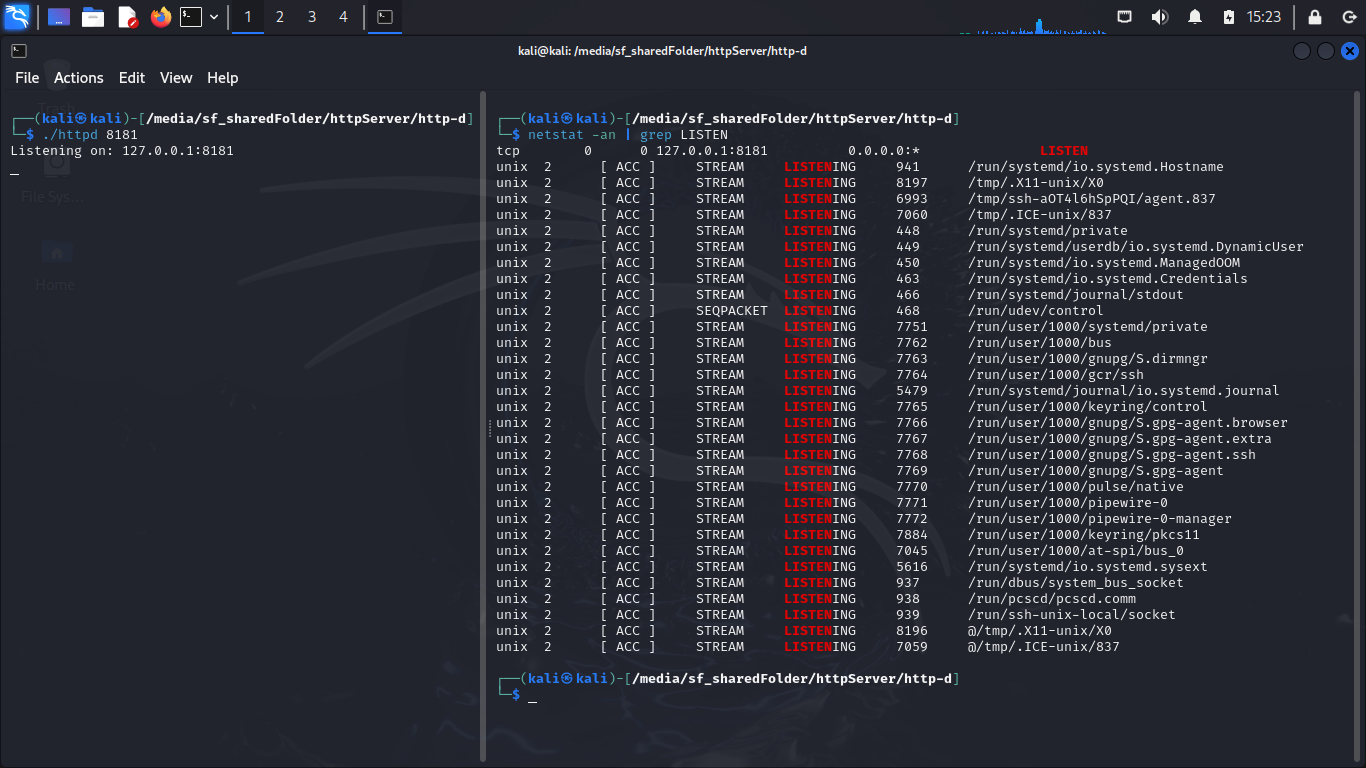 1 2 3 4 15:23
kali@kali: /media/sf_sharedFolder/httpServer/http-d
File Actions Edit View Help
Trash
File Sys...
Home
┌──(kali㉿kali)-[/media/sf_sharedFolder/httpServer/http-d]
└─$ ./httpd 8181
Listening on: 127.0.0.1:8181
_
┌──(kali㉿kali)-[/media/sf_sharedFolder/httpServer/http-d]
└─$ netstat -an | grep LISTEN
tcp 0 0 127.0.0.1:8181 0.0.0.0:* LISTEN
unix 2 [ ACC ] STREAM LISTENING 941 /run/systemd/io.systemd.Hostname
unix 2 [ ACC ] STREAM LISTENING 8197 /tmp/.X11-unix/X0
unix 2 [ ACC ] STREAM LISTENING 6993 /tmp/ssh-aOT4l6hSpPQI/agent.837
unix 2 [ ACC ] STREAM LISTENING 7060 /tmp/.ICE-unix/837
unix 2 [ ACC ] STREAM LISTENING 448 /run/systemd/private
unix 2 [ ACC ] STREAM LISTENING 449 /run/systemd/userdb/io.systemd.DynamicUser
unix 2 [ ACC ] STREAM LISTENING 450 /run/systemd/io.systemd.ManagedOOM
unix 2 [ ACC ] STREAM LISTENING 463 /run/systemd/io.systemd.Credentials
unix 2 [ ACC ] STREAM LISTENING 466 /run/systemd/journal/stdout
unix 2 [ ACC ] SEQPACKET LISTENING 468 /run/udev/control
unix 2 [ ACC ] STREAM LISTENING 7751 /run/user/1000/systemd/private
unix 2 [ ACC ] STREAM LISTENING 7762 /run/user/1000/bus
unix 2 [ ACC ] STREAM LISTENING 7763 /run/user/1000/gnupg/S.dirmngr
unix 2 [ ACC ] STREAM LISTENING 7764 /run/user/1000/gcr/ssh
unix 2 [ ACC ] STREAM LISTENING 5479 /run/systemd/journal/io.systemd.journal
unix 2 [ ACC ] STREAM LISTENING 7765 /run/user/1000/keyring/control
unix 2 [ ACC ] STREAM LISTENING 7766 /run/user/1000/gnupg/S.gpg-agent.browser
unix 2 [ ACC ] STREAM LISTENING 7767 /run/user/1000/gnupg/S.gpg-agent.extra
unix 2 [ ACC ] STREAM LISTENING 7768 /run/user/1000/gnupg/S.gpg-agent.ssh
unix 2 [ ACC ] STREAM LISTENING 7769 /run/user/1000/gnupg/S.gpg-agent
unix 2 [ ACC ] STREAM LISTENING 7770 /run/user/1000/pulse/native
unix 2 [ ACC ] STREAM LISTENING 7771 /run/user/1000/pipewire-0
unix 2 [ ACC ] STREAM LISTENING 7772 /run/user/1000/pipewire-0-manager
unix 2 [ ACC ] STREAM LISTENING 7884 /run/user/1000/keyring/pkcs11
unix 2 [ ACC ] STREAM LISTENING 7045 /run/user/1000/at-spi/bus_0
unix 2 [ ACC ] STREAM LISTENING 5616 /run/systemd/io.systemd.sysext
unix 2 [ ACC ] STREAM LISTENING 937 /run/dbus/system_bus_socket
unix 2 [ ACC ] STREAM LISTENING 938 /run/pcscd/pcscd.comm
unix 2 [ ACC ] STREAM LISTENING 939 /run/ssh-unix-local/socket
unix 2 [ ACC ] STREAM LISTENING 8196 @/tmp/.X11-unix/X0
unix 2 [ ACC ] STREAM LISTENING 7059 @/tmp/.ICE-unix/837
┌──(kali㉿kali)-[/media/sf_sharedFolder/httpServer/http-d]
└─$ _